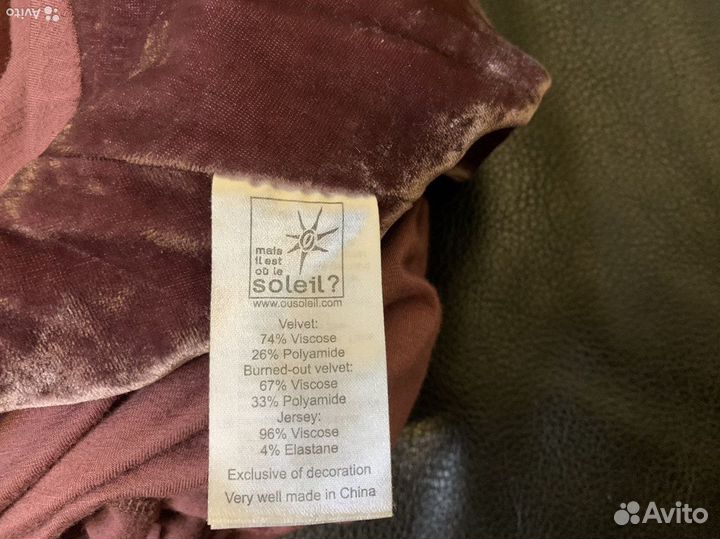 Avito
mais
il est
où le
soleil?
www.ousoleil.com
Velvet:
74% Viscose
26% Polyamide
Burned-out velvet:
67% Viscose
33% Polyamide
Jersey:
96% Viscose
4% Elastane
Exclusive of decoration
Very well made in China
Avito